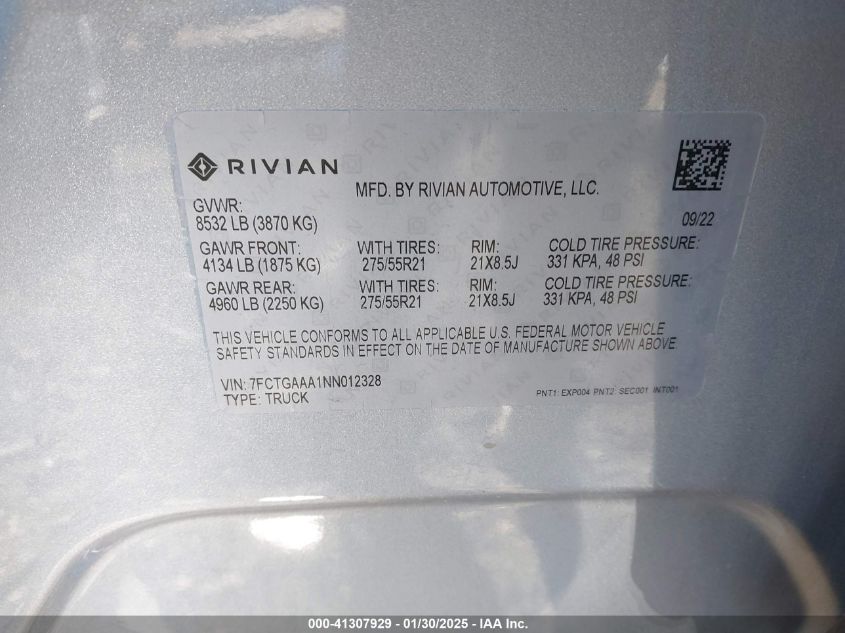 RIVIAN
MFD. BY RIVIAN AUTOMOTIVE, LLC.
GVWR:
8532 LB (3870 KG)
09/22
GAWR FRONT: WITH TIRES: RIM: COLD TIRE PRESSURE:
4134 LB (1875 KG) 275/55R21 21X8.5J 331 KPA, 48 PSI
GAWR REAR: WITH TIRES: RIM: COLD TIRE PRESSURE:
4960 LB (2250 KG) 275/55R21 21X8.5J 331 KPA, 48 PSI
THIS VEHICLE CONFORMS TO ALL APPLICABLE U.S. FEDERAL MOTOR VEHICLE
SAFETY STANDARDS IN EFFECT ON THE DATE OF MANUFACTURE SHOWN ABOVE
VIN: 7FCTGAAA1NN012328
TYPE: TRUCK
PNT1: EXP004 PNT2: SEC001 INT001
000-41307929 - 01/30/2025 - IAA Inc.